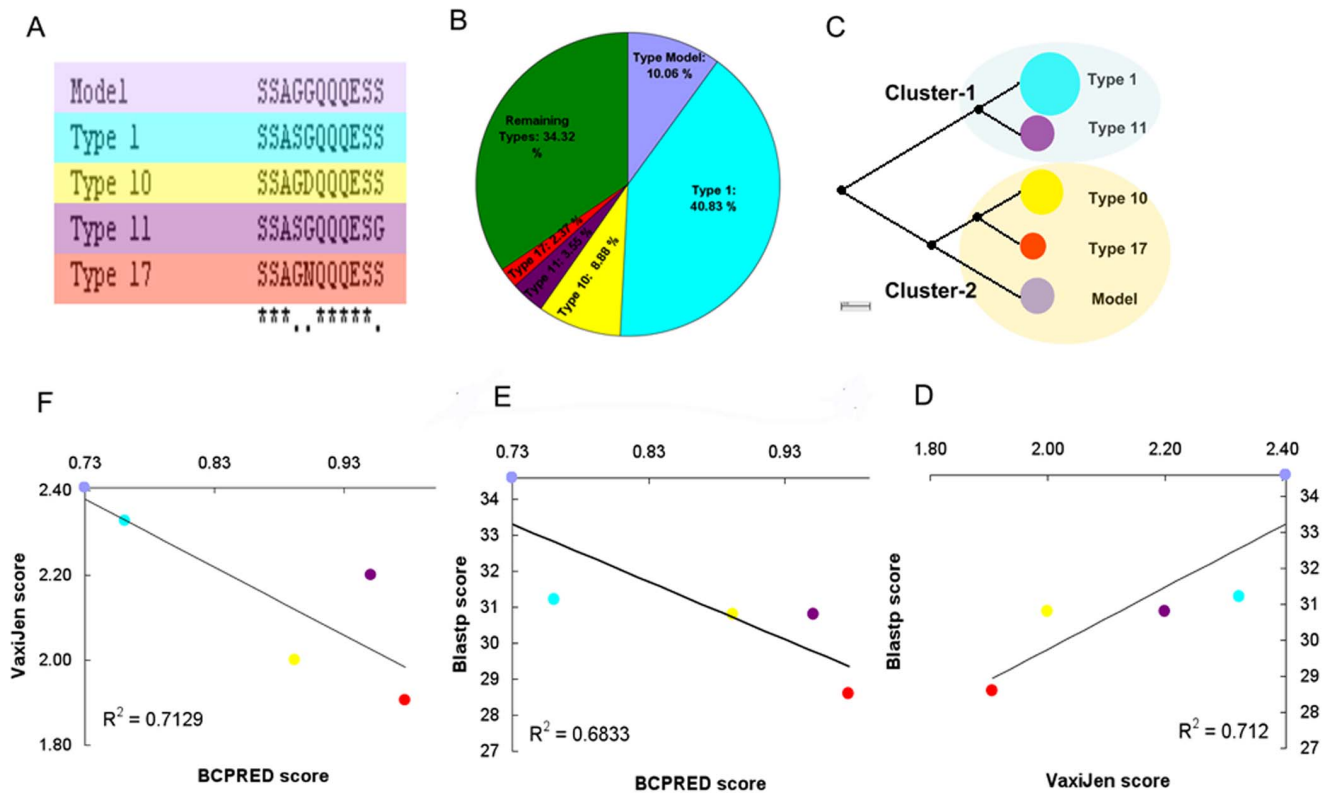 A
Model SSAGGQQQESS
Type 1 SSASGQQQESS
Type 10 SSAGDQQQESS
Type 11 SSASGQQQESG
Type 17 SSAGNQQQESS
***..*****.
B
Type Model:
10.06 %
Type 1:
40.83 %
Type 10: 8.88 %
Type 11: 3.55 %
Type 17: 2.37 %
Remaining
Types: 34.32
%
C
Cluster-1
Type 1
Type 11
Type 10
Type 17
Cluster-2
Model
F
0.73 0.83 0.93
2.40
2.20
2.00
1.80
VaxiJen score
R² = 0.7129
BCPRED score
E
0.73 0.83 0.93
34
33
32
31
30
29
28
27
Blastp score
R² = 0.6833
BCPRED score
D
1.80 2.00 2.20 2.40
34
33
32
31
30
29
28
27
Blastp score
R² = 0.712
VaxiJen score